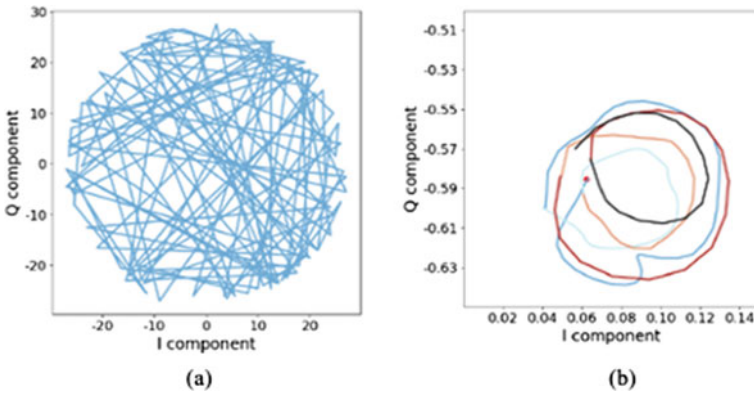 30
20
10
0
-10
-20
Q component
-20 -10 0 10 20
I component
(a)
-0.51
-0.53
-0.55
-0.57
-0.59
-0.61
-0.63
Q component
0.02 0.04 0.06 0.08 0.10 0.12 0.14
I component
(b)